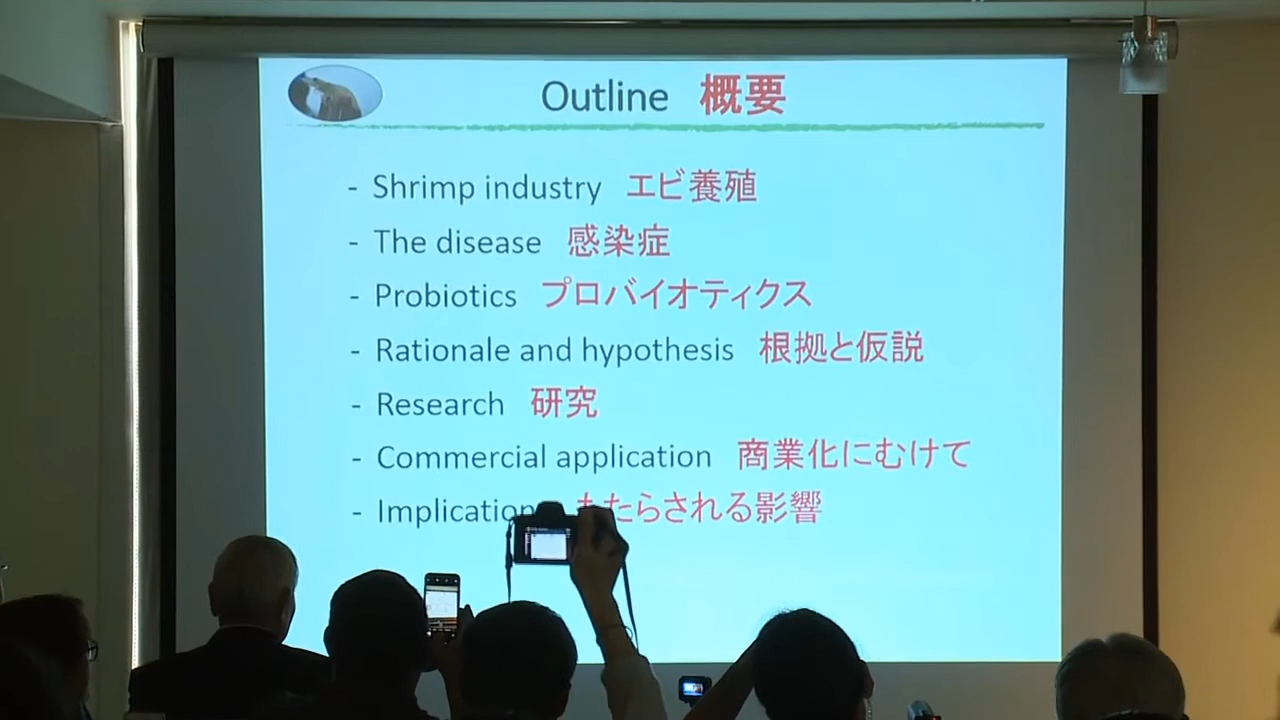 Outline 概要
- Shrimp industry エビ養殖
- The disease 感染症
- Probiotics プロバイオティクス
- Rationale and hypothesis 根拠と仮説
- Research 研究
- Commercial application 商業化にむけて
- Implication もたらされる影響